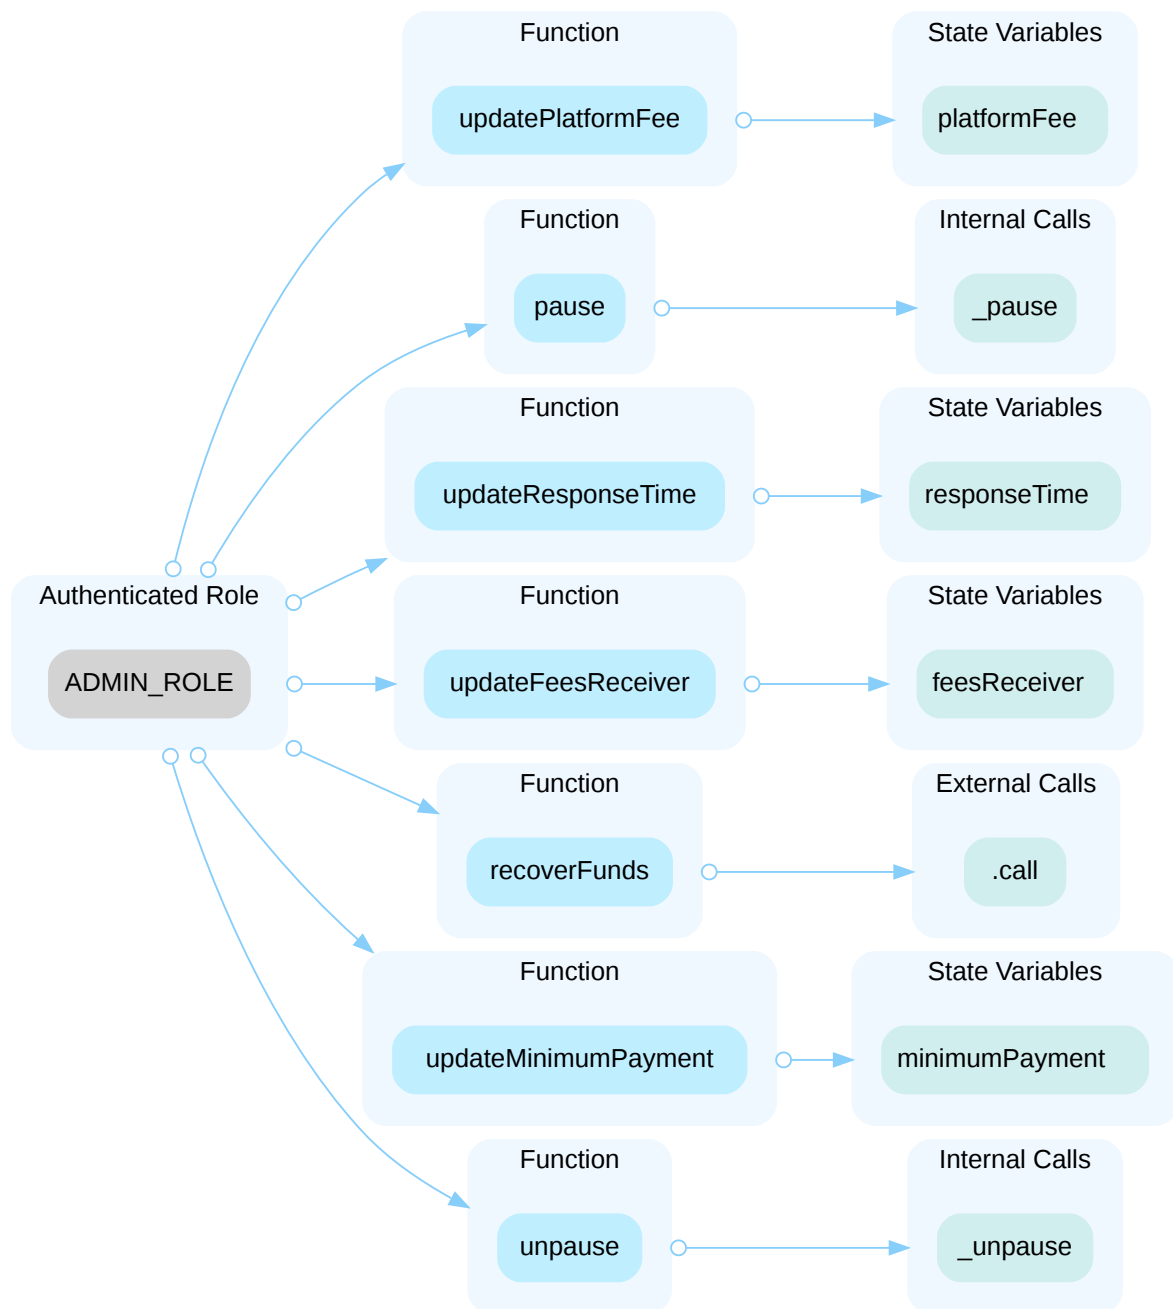 Function
State Variables
updatePlatformFee
platformFee
Function
Internal Calls
pause
_pause
Function
State Variables
updateResponseTime
responseTime
Authenticated Role
Function
State Variables
ADMIN_ROLE
updateFeesReceiver
feesReceiver
Function
External Calls
recoverFunds
.call
Function
State Variables
updateMinimumPayment
minimumPayment
Function
Internal Calls
unpause
_unpause